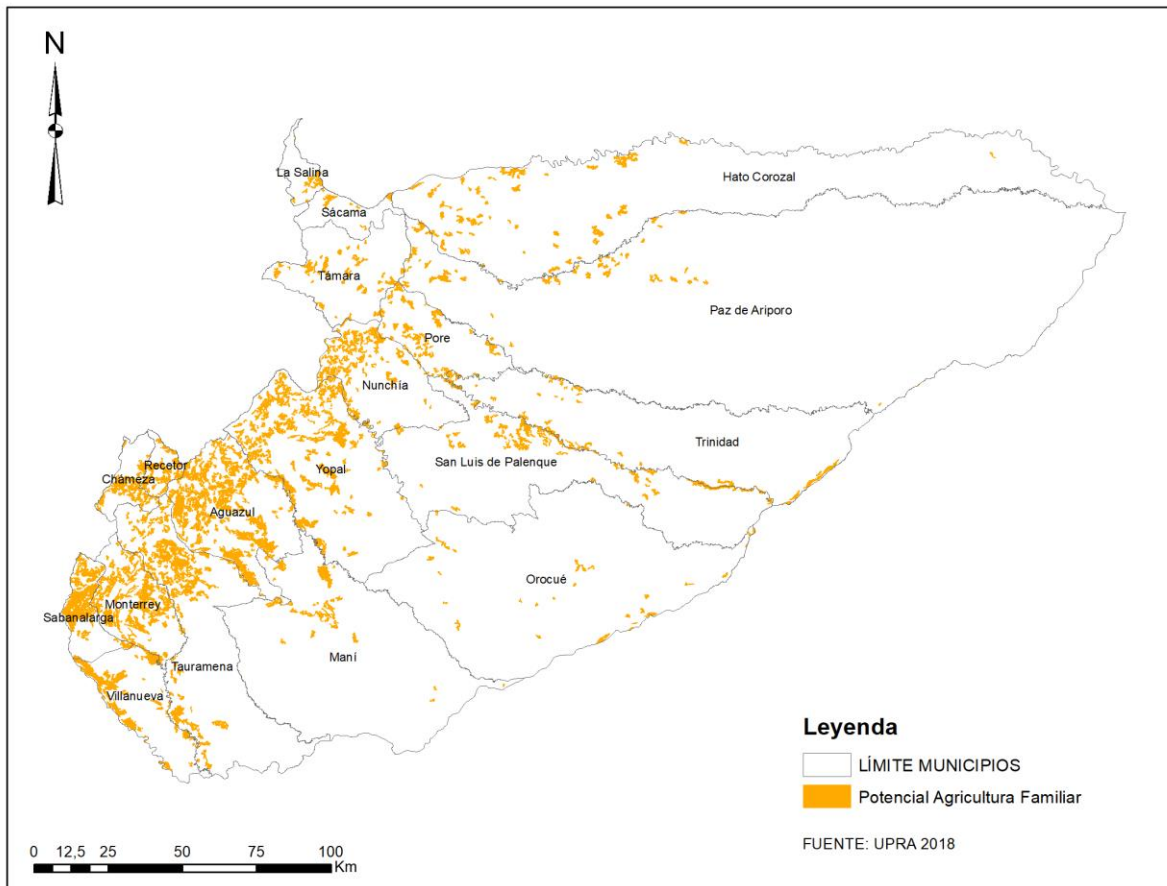 N
La Salina
Hato Corozal
Sácama
Támara
Paz de Ariporo
Pore
Nunchía
Trinidad
San Luis de Palenque
Recetor
Yopal
Chámeza
Aguazul
Orocué
Monterrey
Sabanalarga
Maní
Tauramena
Villanueva
Leyenda
LÍMITE MUNICIPIOS
Potencial Agricultura Familiar
FUENTE: UPRA 2018
0 12,5 25 50 75 100
Km